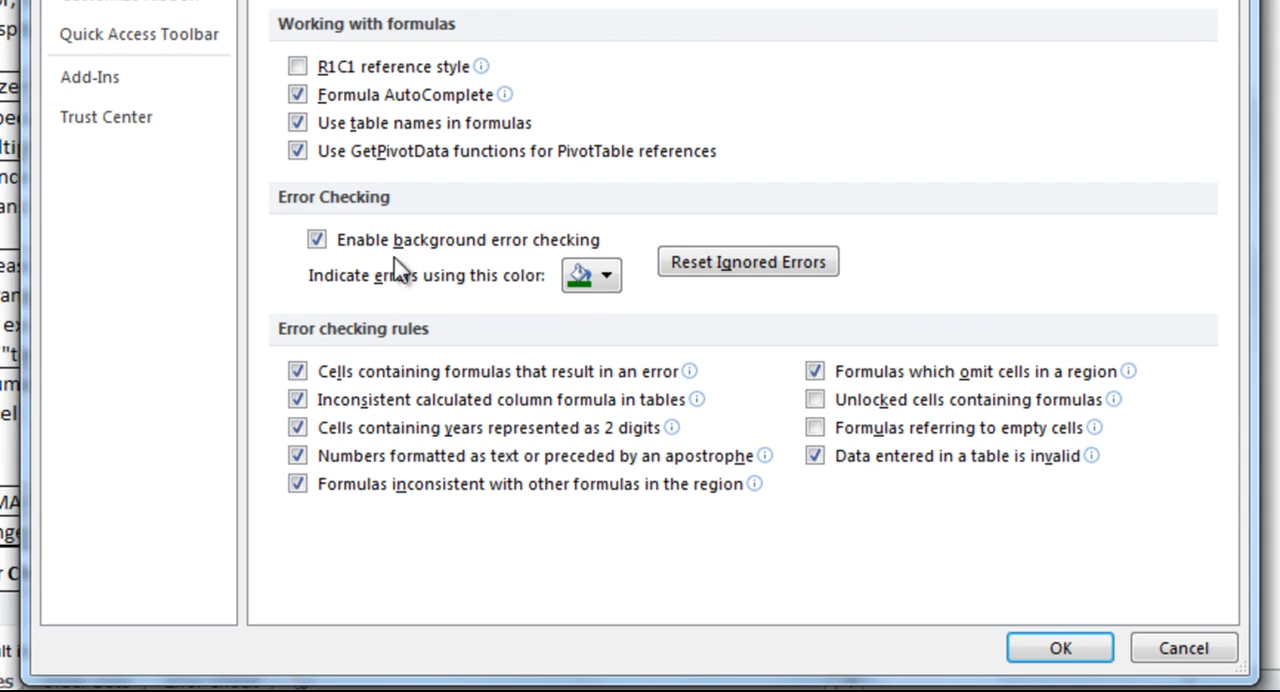 Quick Access Toolbar
Add-Ins
Trust Center
Working with formulas
R1C1 reference style
Formula AutoComplete
Use table names in formulas
Use GetPivotData functions for PivotTable references
Error Checking
Enable background error checking
Indicate errors using this color:
Reset Ignored Errors
Error checking rules
Cells containing formulas that result in an error
Inconsistent calculated column formula in tables
Cells containing years represented as 2 digits
Numbers formatted as text or preceded by an apostrophe
Formulas inconsistent with other formulas in the region
Formulas which omit cells in a region
Unlocked cells containing formulas
Formulas referring to empty cells
Data entered in a table is invalid
OK
Cancel